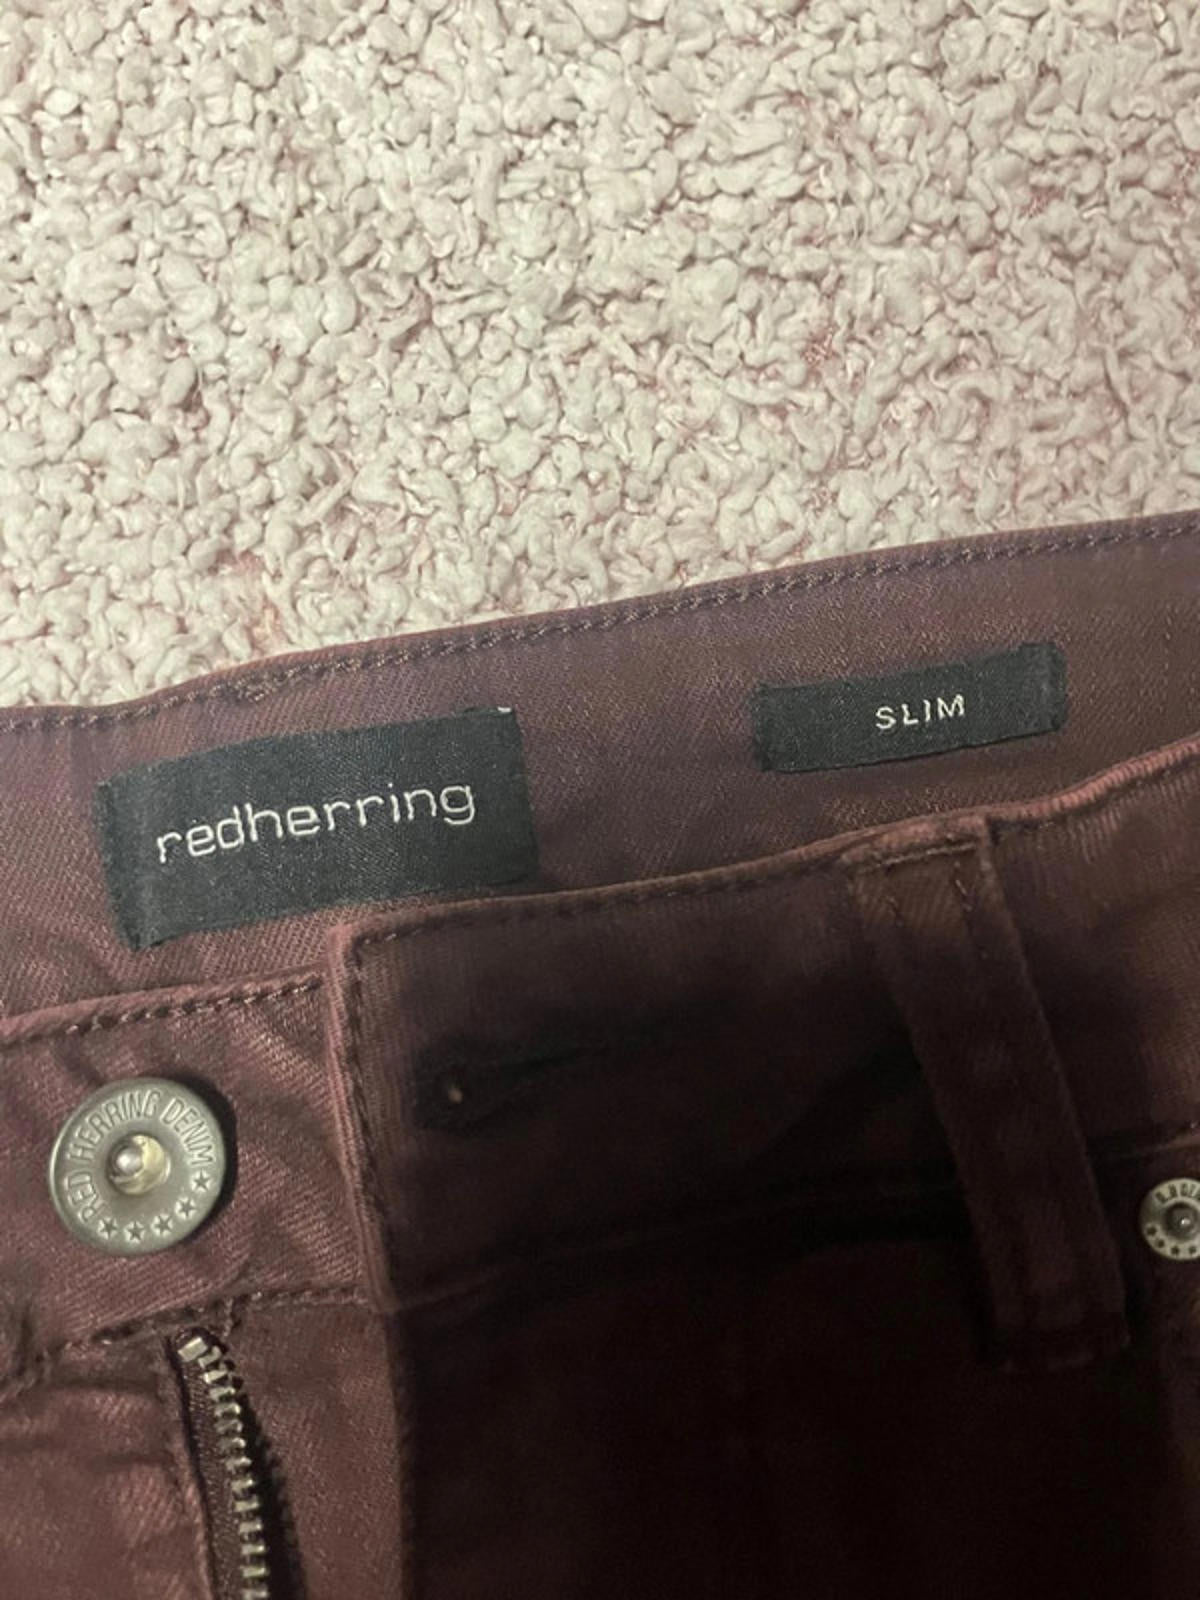 redherring
SLIM
RED HERRING DENIM